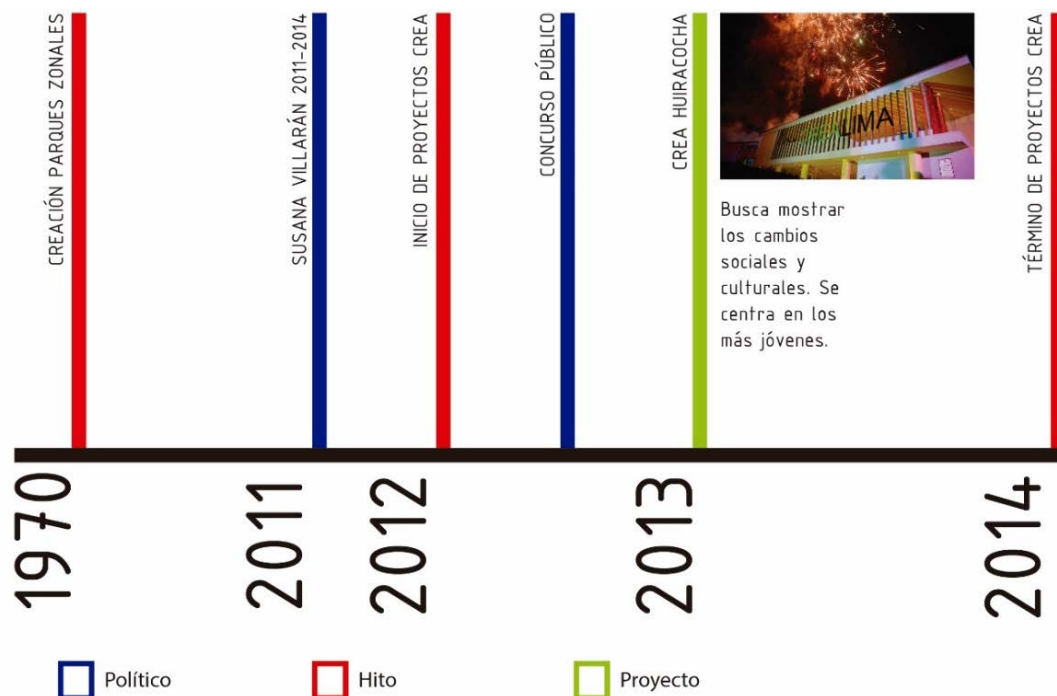 CREACIÓN PARQUES ZONALES
SUSANA VILLARÁN 2011-2014
INICIO DE PROYECTOS CREA
CONCURSO PÚBLICO
CREA HUIRACOCHA
LIMA
Busca mostrar
los cambios
sociales y
culturales. Se
centra en los
más jóvenes.
TÉRMINO DE PROYECTOS CREA
1970
2011
2012
2013
2014
Político
Hito
Proyecto